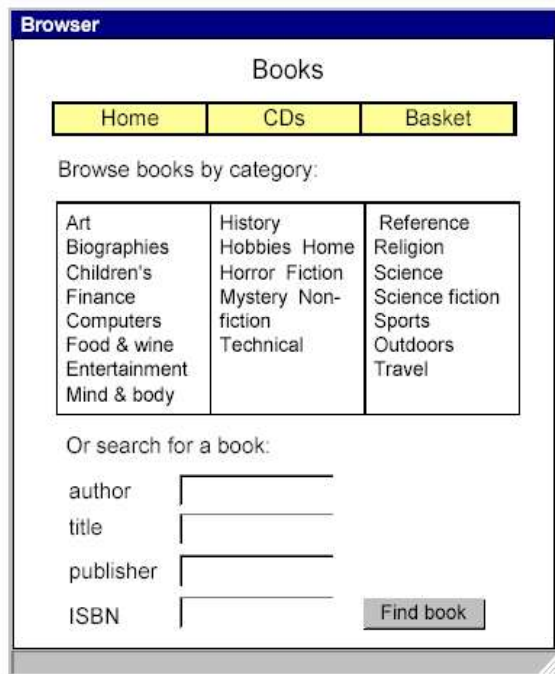 Browser
Books
Home CDs Basket
Browse books by category:
Art
Biographies
Children's
Finance
Computers
Food & wine
Entertainment
Mind & body
History
Hobbies Home
Horror Fiction
Mystery Non-
fiction
Technical
Reference
Religion
Science
Science fiction
Sports
Outdoors
Travel
Or search for a book:
author
title
publisher
ISBN
Find book